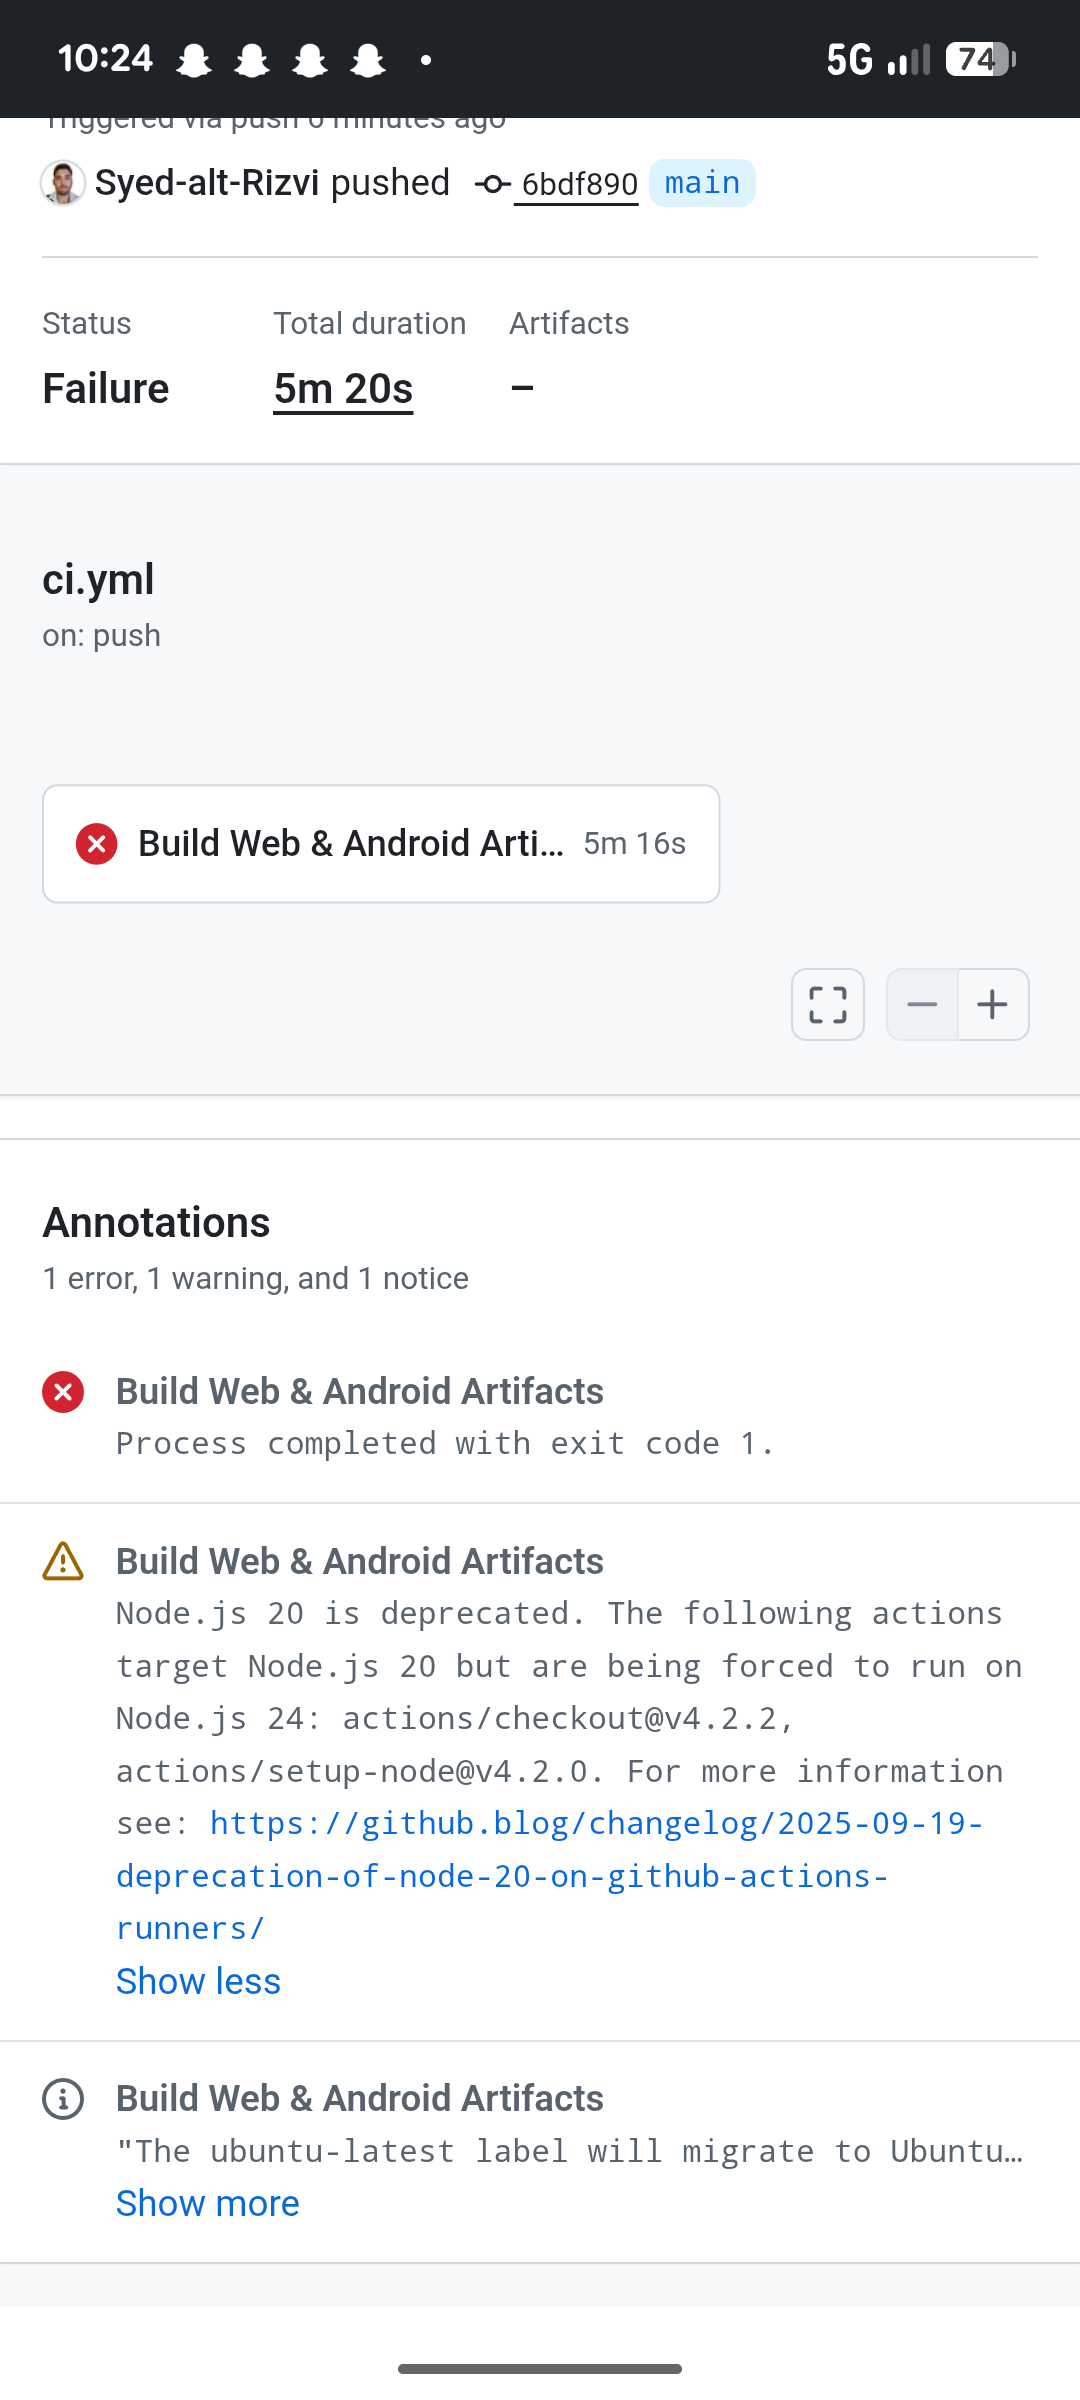 10:24
5G
74
Triggered via push 6 minutes ago
Syed-alt-Rizvi pushed 6bdf890 main
Status Total duration Artifacts
Failure 5m 20s –
ci.yml
on: push
Build Web & Android Arti... 5m 16s
Annotations
1 error, 1 warning, and 1 notice
Build Web & Android Artifacts
Process completed with exit code 1.
Build Web & Android Artifacts
Node.js 20 is deprecated. The following actions
target Node.js 20 but are being forced to run on
Node.js 24: actions/checkout@v4.2.2,
actions/setup-node@v4.2.0. For more information
see: https://github.blog/changelog/2025-09-19-
deprecation-of-node-20-on-github-actions-
runners/
Show less
Build Web & Android Artifacts
"The ubuntu-latest label will migrate to Ubuntu…
Show more